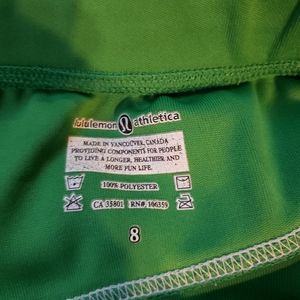 lululemon athletica
MADE IN VANCOUVER, CANADA
PROVIDING COMPONENTS FOR PEOPLE
TO LIVE A LONGER, HEALTHIER AND
MORE FUN LIFE.
100% POLYESTER
CA 35801 RN#: 106359
8